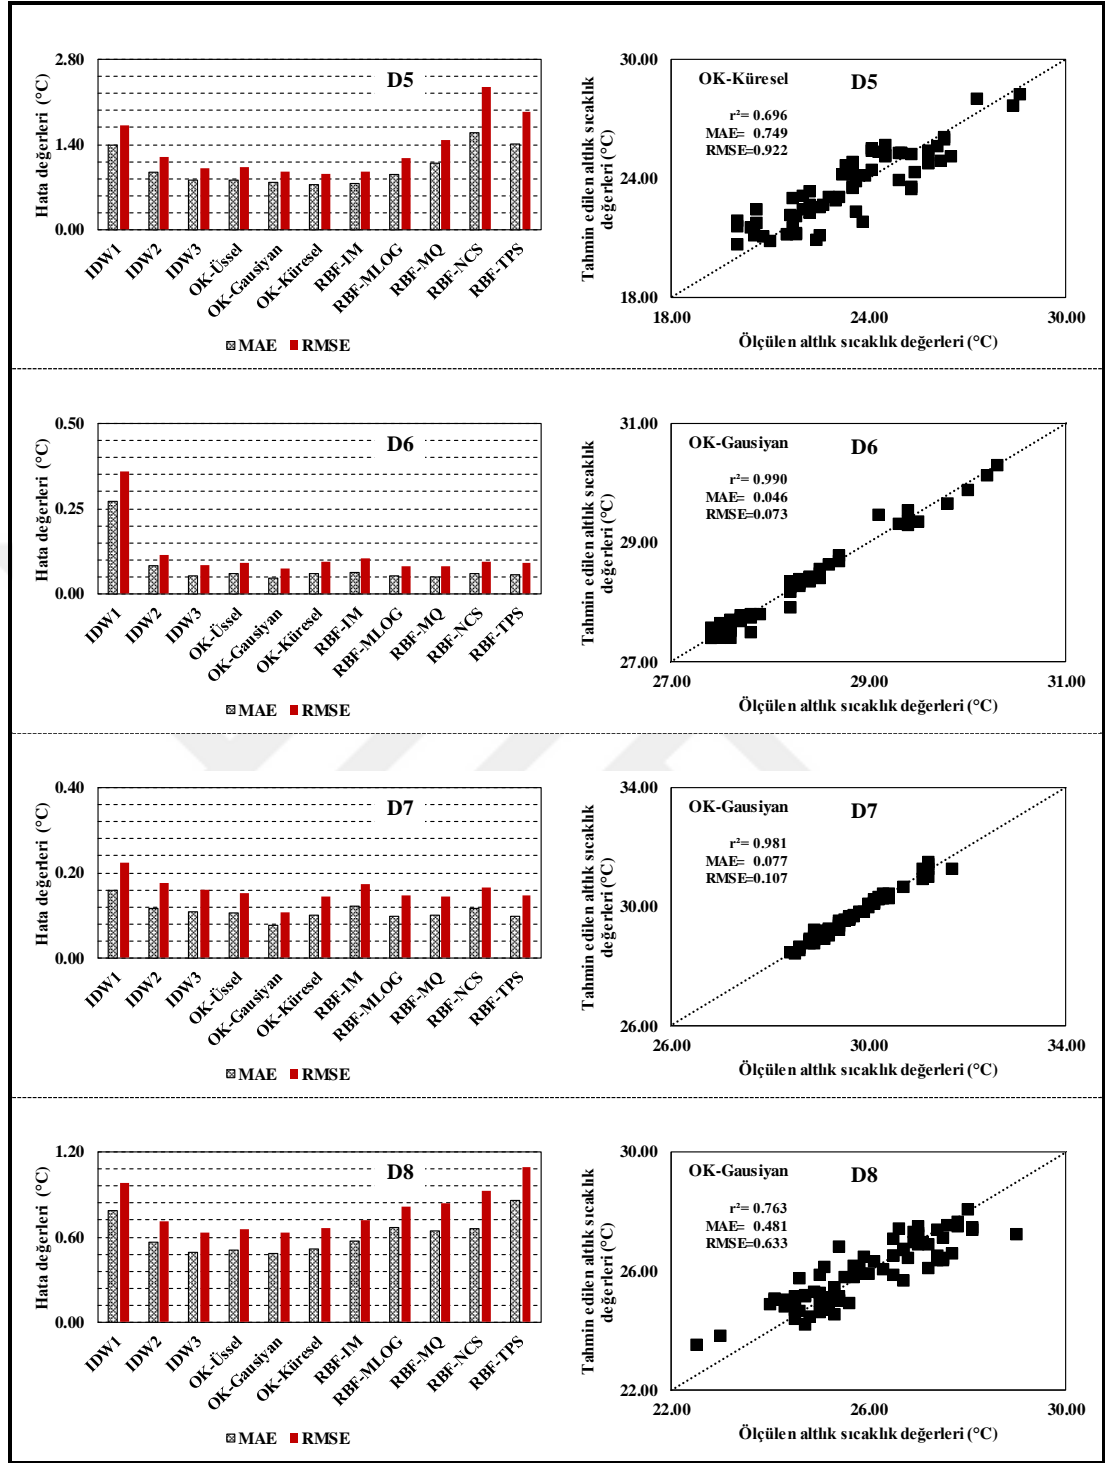 2.80
1.40
0.00
Hata değerleri (°C)
D5
IDW1
IDW2
IDW3
OK-Üssel
OK-Gausiyan
OK-Küresel
RBF-IM
RBF-MLOG
RBF-MQ
RBF-NCS
RBF-TPS
MAE RMSE
30.00
24.00
18.00
Tahmin edilen altlık sıcaklık
değerleri (°C)
OK-Küresel
D5
r²= 0.696
MAE= 0.749
RMSE=0.922
18.00 24.00 30.00
Ölçülen altlık sıcaklık değerleri (°C)
0.50
0.25
0.00
Hata değerleri (°C)
D6
IDW1
IDW2
IDW3
OK-Üssel
OK-Gausiyan
OK-Küresel
RBF-IM
RBF-MLOG
RBF-MQ
RBF-NCS
RBF-TPS
MAE RMSE
31.00
29.00
27.00
Tahmin edilen altlık sıcaklık
değerleri (°C)
OK-Gausiyan
D6
r²= 0.990
MAE= 0.046
RMSE=0.073
27.00 29.00 31.00
Ölçülen altlık sıcaklık değerleri (°C)
0.40
0.20
0.00
Hata değerleri (°C)
D7
IDW1
IDW2
IDW3
OK-Üssel
OK-Gausiyan
OK-Küresel
RBF-IM
RBF-MLOG
RBF-MQ
RBF-NCS
RBF-TPS
MAE RMSE
34.00
30.00
26.00
Tahmin edilen altlık sıcaklık
değerleri (°C)
OK-Gausiyan
D7
r²= 0.981
MAE= 0.077
RMSE=0.107
26.00 30.00 34.00
Ölçülen altlık sıcaklık değerleri (°C)
1.20
0.60
0.00
Hata değerleri (°C)
D8
IDW1
IDW2
IDW3
OK-Üssel
OK-Gausiyan
OK-Küresel
RBF-IM
RBF-MLOG
RBF-MQ
RBF-NCS
RBF-TPS
MAE RMSE
30.00
26.00
22.00
Tahmin edilen altlık sıcaklık
değerleri (°C)
OK-Gausiyan
D8
r²= 0.763
MAE= 0.481
RMSE=0.633
22.00 26.00 30.00
Ölçülen altlık sıcaklık değerleri (°C)